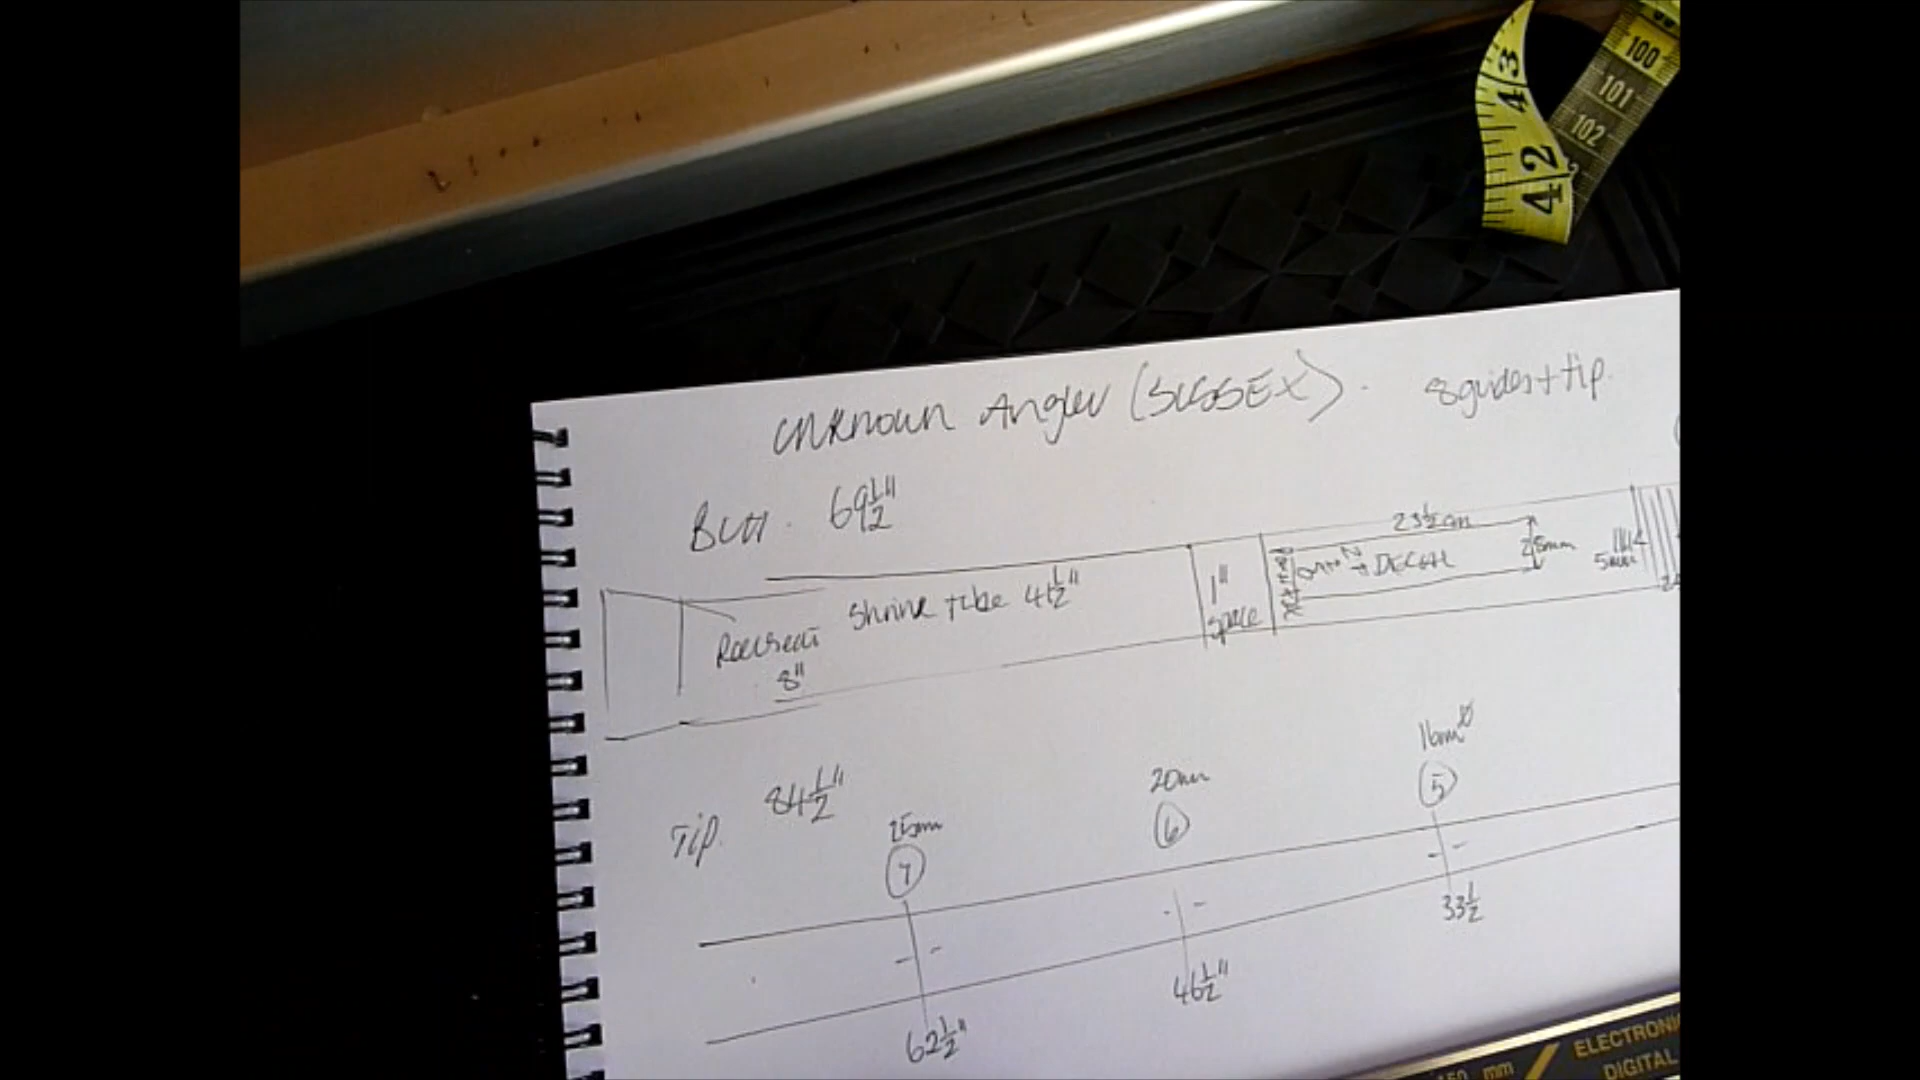 100
101
102
43
42
UNKNOWN Angler (SUSSEX). 8 guides + tip.
Butt. 69½"
Shrink tube 4½"
Reelseat
8"
1"
space
23½cm
DECAL
5mm
Tip. 84½"
25mm
7
20mm
6
16mm
5
62½"
46½"
33½
150 mm
ELECTRONI
DIGITAL